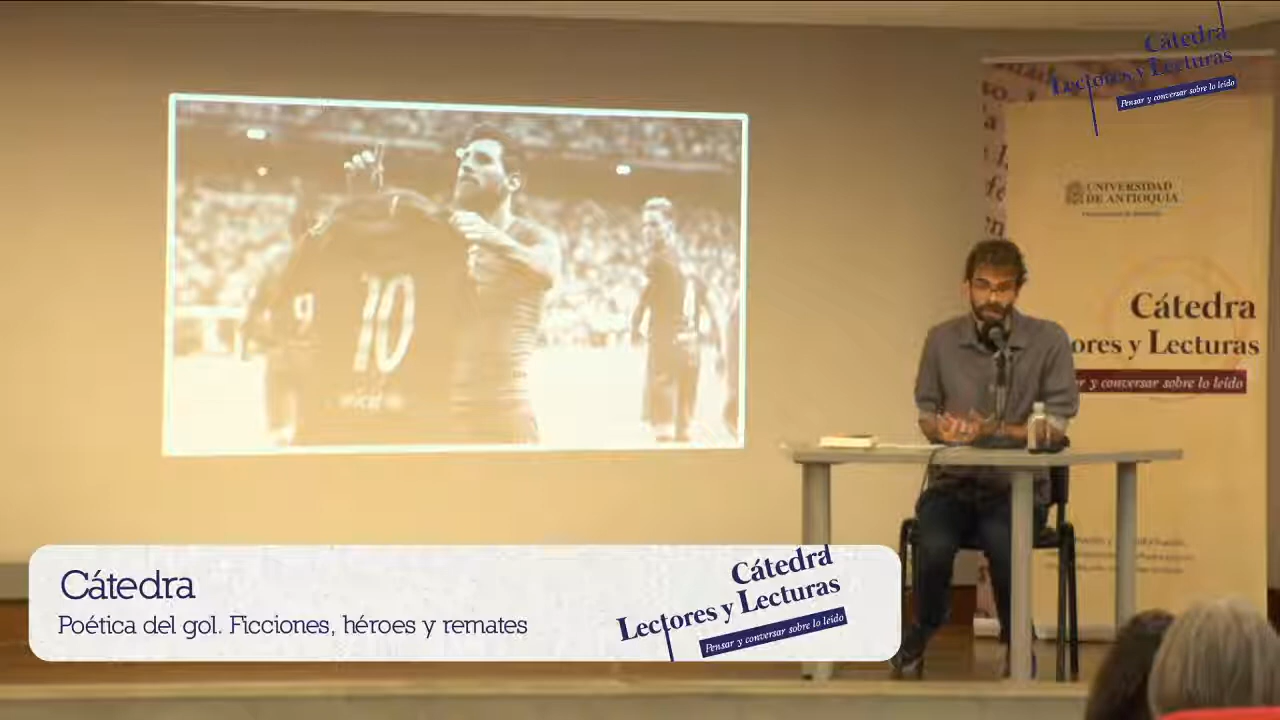 Cátedra
Lectores y Lecturas
Pensar y conversar sobre lo leído
UNIVERSIDAD
DE ANTIOQUIA
9
10
Cátedra
ores y Lecturas
r y conversar sobre lo leído
Cátedra
Poética del gol. Ficciones, héroes y remates
Cátedra
Lectores y Lecturas
Pensar y conversar sobre lo leído